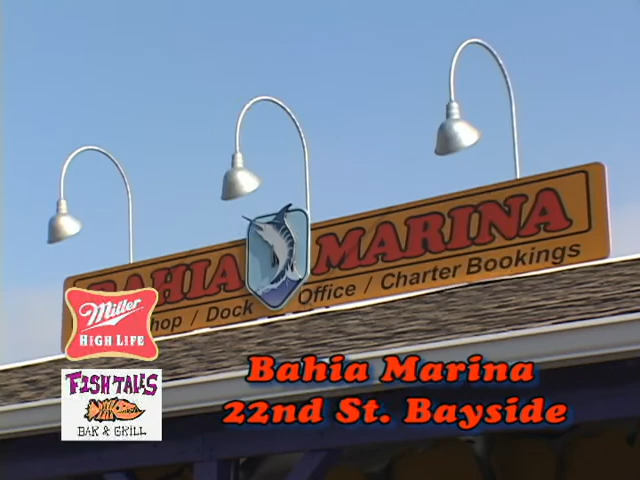 BAHIA MARINA
hop / Dock Office / Charter Bookings
Miller
HIGH LIFE
FISH TALES
BAR & GRILL
Bahia Marina
22nd St. Bayside